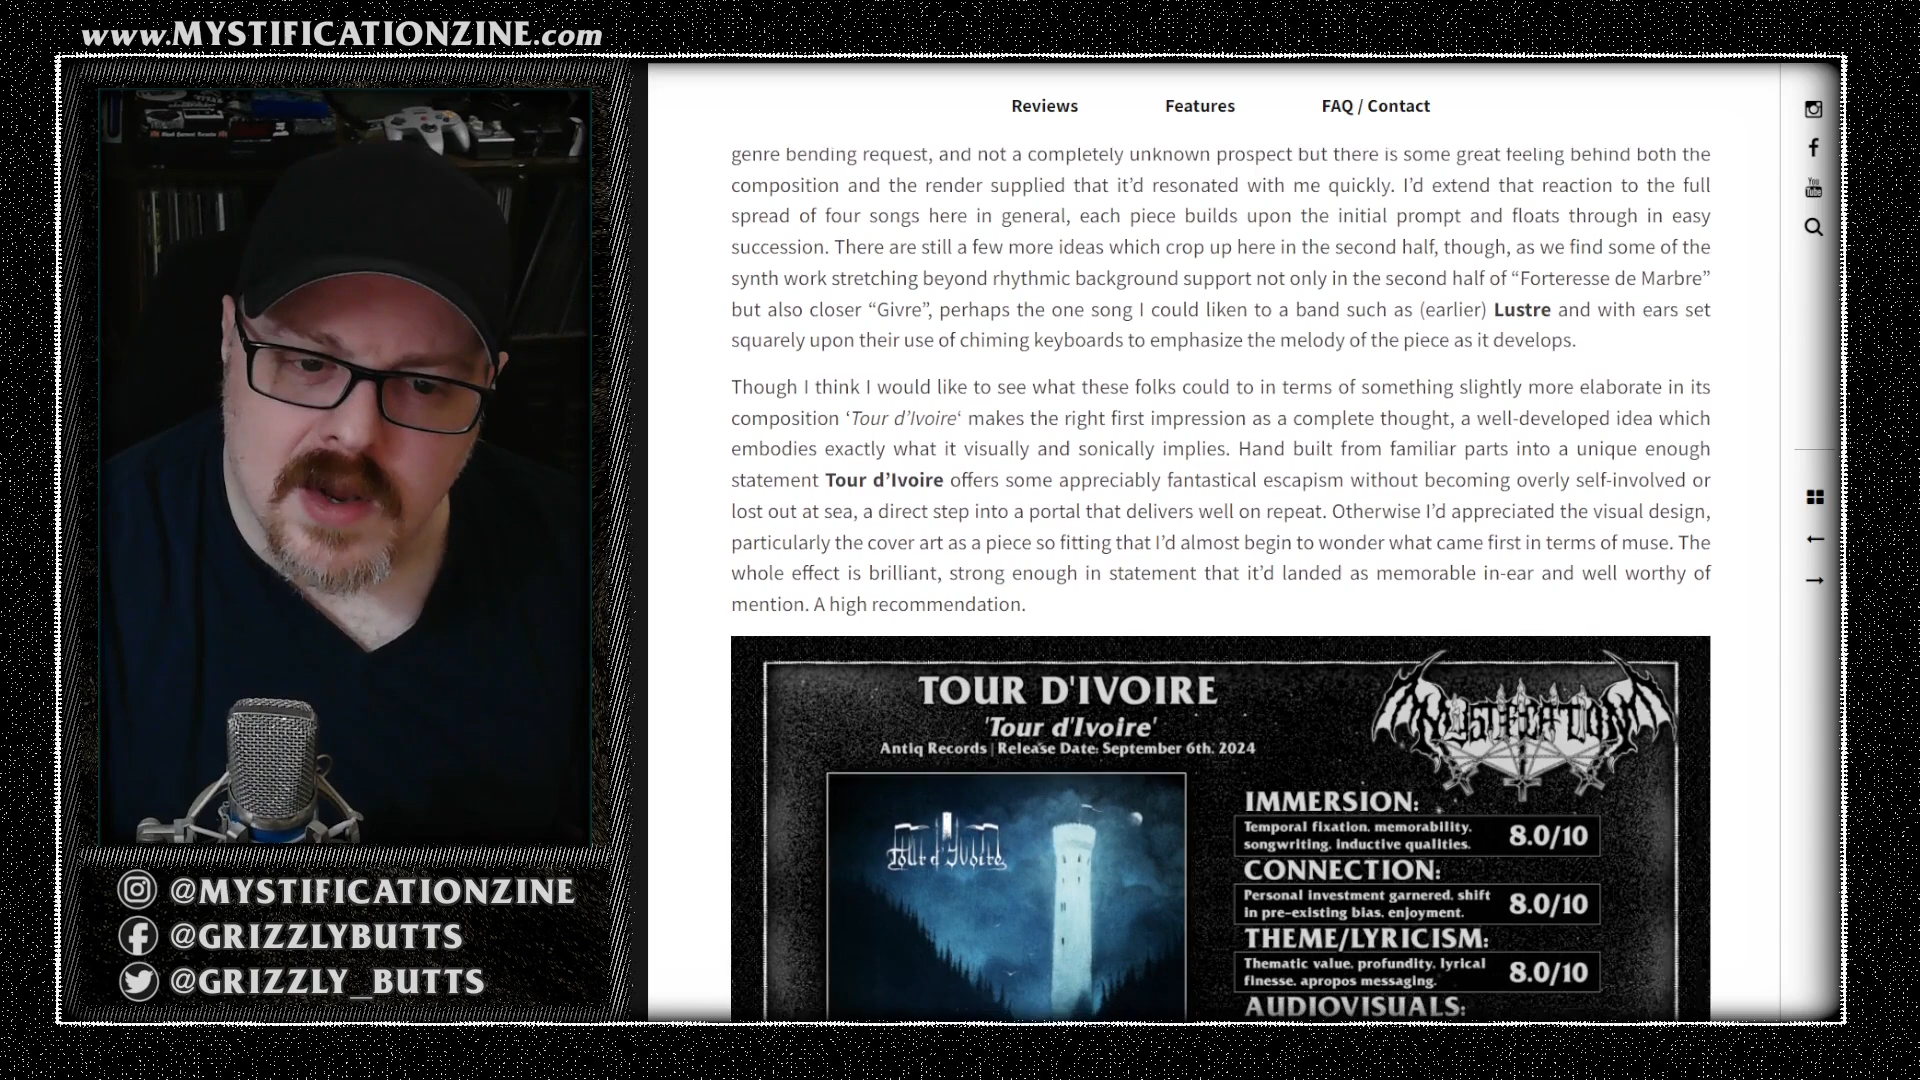 www.MYSTIFICATIONZINE.com
Reviews Features FAQ / Contact
genre bending request, and not a completely unknown prospect but there is some great feeling behind both the
composition and the render supplied that it’d resonated with me quickly. I’d extend that reaction to the full
spread of four songs here in general, each piece builds upon the initial prompt and floats through in easy
succession. There are still a few more ideas which crop up here in the second half, though, as we find some of the
synth work stretching beyond rhythmic background support not only in the second half of “Forteresse de Marbre”
but also closer “Givre”, perhaps the one song I could liken to a band such as (earlier) Lustre and with ears set
squarely upon their use of chiming keyboards to emphasize the melody of the piece as it develops.
Though I think I would like to see what these folks could to in terms of something slightly more elaborate in its
composition ‘Tour d’Ivoire‘ makes the right first impression as a complete thought, a well-developed idea which
embodies exactly what it visually and sonically implies. Hand built from familiar parts into a unique enough
statement Tour d’Ivoire offers some appreciably fantastical escapism without becoming overly self-involved or
lost out at sea, a direct step into a portal that delivers well on repeat. Otherwise I’d appreciated the visual design,
particularly the cover art as a piece so fitting that I’d almost begin to wonder what came first in terms of muse. The
whole effect is brilliant, strong enough in statement that it’d landed as memorable in-ear and well worthy of
mention. A high recommendation.
TOUR D'IVOIRE
'Tour d'Ivoire'
Antiq Records | Release Date: September 6th. 2024
MYSTIFICATION
Tour d'Ivoire
IMMERSION:
Temporal fixation. memorability.
songwriting. inductive qualities.
8.0/10
CONNECTION:
Personal investment garnered. shift
in pre-existing bias. enjoyment.
8.0/10
THEME/LYRICISM:
Thematic value. profundity. lyrical
finesse. apropos messaging.
8.0/10
AUDIOVISUALS:
You
Tube
@MYSTIFICATIONZINE
@GRIZZLYBUTTS
@GRIZZLY_BUTTS